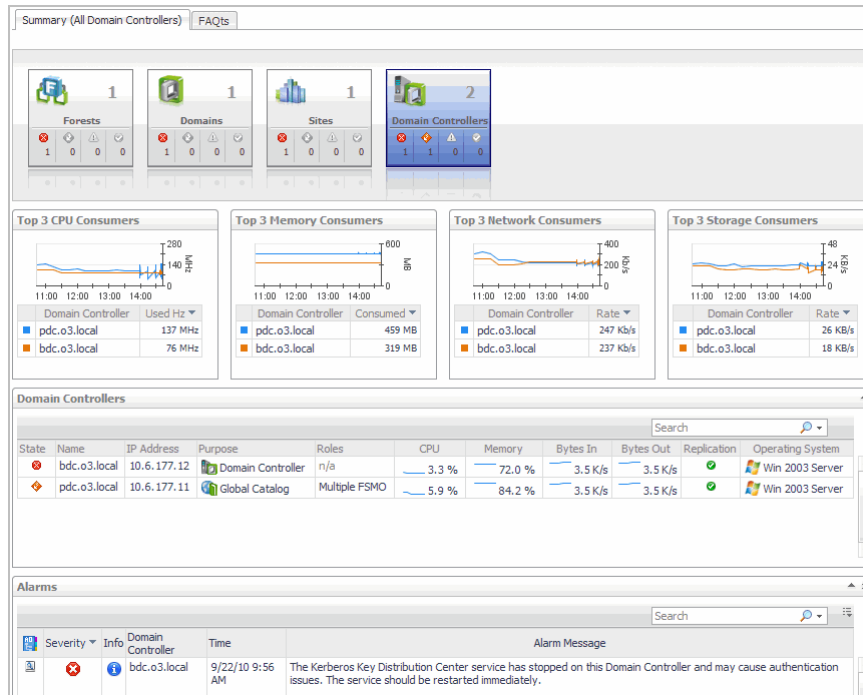 Summary (All Domain Controllers) FAQts
1 1 1 2
Forests Domains Sites Domain Controllers
1 0 0 0 1 0 0 0 1 0 0 0 1 1 0 0
Top 3 CPU Consumers
280
140
0
MHz
11:00 12:00 13:00 14:00
Domain Controller Used Hz
pdc.o3.local 137 MHz
bdc.o3.local 76 MHz
Top 3 Memory Consumers
600
0
MB
11:00 12:00 13:00 14:00
Domain Controller Consumed
pdc.o3.local 459 MB
bdc.o3.local 319 MB
Top 3 Network Consumers
400
200
0
Kb/s
11:00 12:00 13:00 14:00
Domain Controller Rate
pdc.o3.local 247 Kb/s
bdc.o3.local 237 Kb/s
Top 3 Storage Consumers
48
24
0
KB/s
11:00 12:00 13:00 14:00
Domain Controller Rate
pdc.o3.local 26 KB/s
bdc.o3.local 18 KB/s
Domain Controllers
Search
State Name IP Address Purpose Roles CPU Memory Bytes In Bytes Out Replication Operating System
bdc.o3.local 10.6.177.12 Domain Controller n/a 3.3 % 72.0 % 3.5 K/s 3.5 K/s Win 2003 Server
pdc.o3.local 10.6.177.11 Global Catalog Multiple FSMO 5.9 % 84.2 % 3.5 K/s 3.5 K/s Win 2003 Server
Alarms
Search
Severity Info Domain Controller Time Alarm Message
bdc.o3.local 9/22/10 9:56 AM The Kerberos Key Distribution Center service has stopped on this Domain Controller and may cause authentication
issues. The service should be restarted immediately.